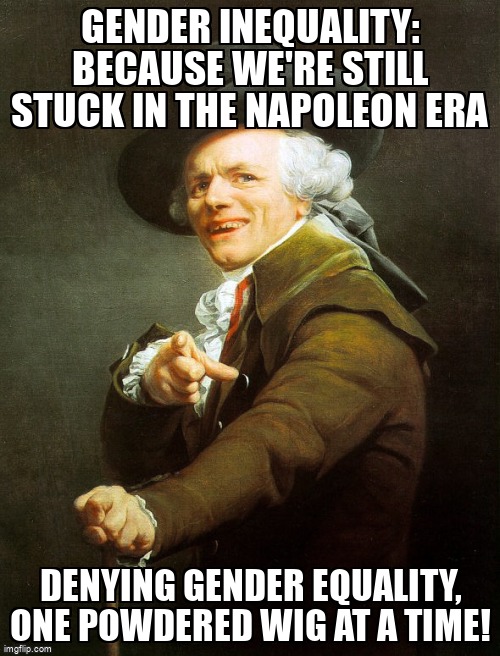 GENDER INEQUALITY:
BECAUSE WE'RE STILL
STUCK IN THE NAPOLEON ERA
DENYING GENDER EQUALITY,
ONE POWDERED WIG AT A TIME!
imgflip.com